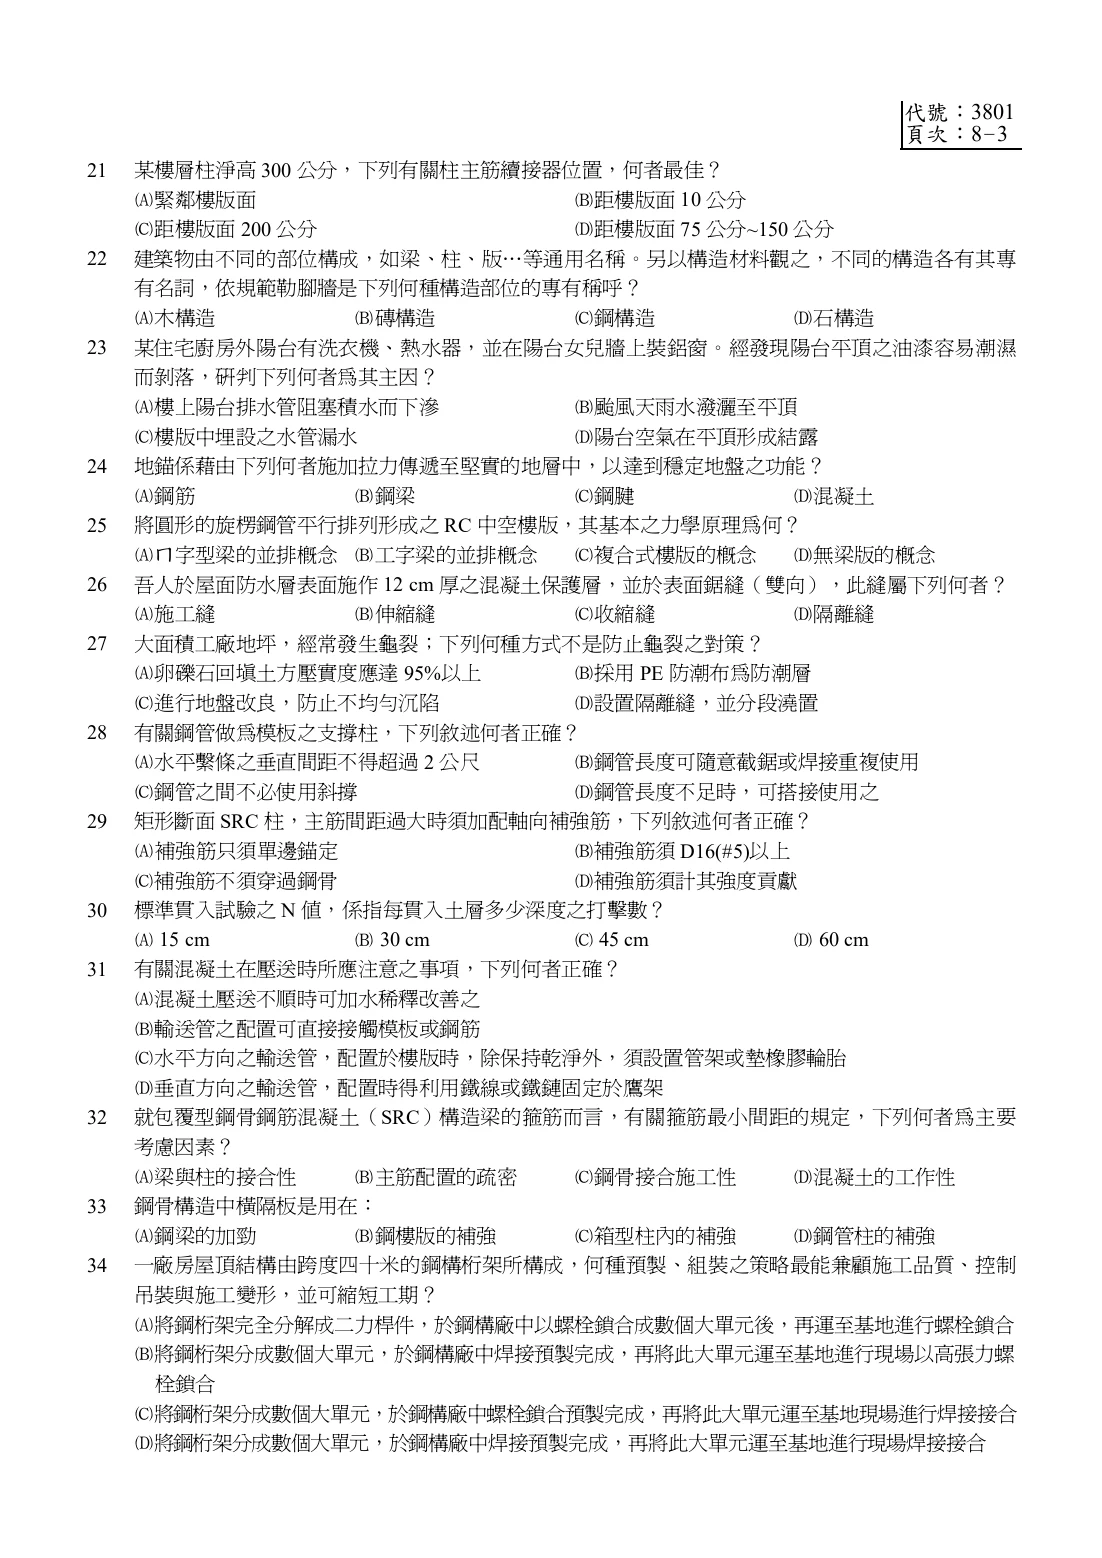 代號：3801
頁次：8－3
21 某樓層柱淨高 300 公分，下列有關柱主筋續接器位置，何者最佳？
(A)緊鄰樓版面 (B)距樓版面 10 公分
(C)距樓版面 200 公分 (D)距樓版面 75 公分~150 公分
22 建築物由不同的部位構成，如梁、柱、版…等通用名稱。另以構造材料觀之，不同的構造各有其專
有名詞，依規範勒腳牆是下列何種構造部位的專有稱呼？
(A)木構造 (B)磚構造 (C)鋼構造 (D)石構造
23 某住宅廚房外陽台有洗衣機、熱水器，並在陽台女兒牆上裝鋁窗。經發現陽台平頂之油漆容易潮濕
而剝落，研判下列何者為其主因？
(A)樓上陽台排水管阻塞積水而下滲 (B)颱風天雨水潑灑至平頂
(C)樓版中埋設之水管漏水 (D)陽台空氣在平頂形成結露
24 地錨係藉由下列何者施加拉力傳遞至堅實的地層中，以達到穩定地盤之功能？
(A)鋼筋 (B)鋼梁 (C)鋼腱 (D)混凝土
25 將圓形的旋楞鋼管平行排列形成之 RC 中空樓版，其基本之力學原理為何？
(A)ㄇ字型梁的並排概念 (B)工字梁的並排概念 (C)複合式樓版的概念 (D)無梁版的概念
26 吾人於屋面防水層表面施作 12 cm 厚之混凝土保護層，並於表面鋸縫（雙向），此縫屬下列何者？
(A)施工縫 (B)伸縮縫 (C)收縮縫 (D)隔離縫
27 大面積工廠地坪，經常發生龜裂；下列何種方式不是防止龜裂之對策？
(A)卵礫石回填土方壓實度應達 95%以上 (B)採用 PE 防潮布為防潮層
(C)進行地盤改良，防止不均勻沉陷 (D)設置隔離縫，並分段澆置
28 有關鋼管做為模板之支撐柱，下列敘述何者正確？
(A)水平繫條之垂直間距不得超過 2 公尺 (B)鋼管長度可隨意截鋸或焊接重複使用
(C)鋼管之間不必使用斜撐 (D)鋼管長度不足時，可搭接使用之
29 矩形斷面 SRC 柱，主筋間距過大時須加配軸向補強筋，下列敘述何者正確？
(A)補強筋只須單邊錨定 (B)補強筋須 D16(#5)以上
(C)補強筋不須穿過鋼骨 (D)補強筋須計其強度貢獻
30 標準貫入試驗之 N 值，係指每貫入土層多少深度之打擊數？
(A) 15 cm (B) 30 cm (C) 45 cm (D) 60 cm
31 有關混凝土在壓送時所應注意之事項，下列何者正確？
(A)混凝土壓送不順時可加水稀釋改善之
(B)輸送管之配置可直接接觸模板或鋼筋
(C)水平方向之輸送管，配置於樓版時，除保持乾淨外，須設置管架或墊橡膠輪胎
(D)垂直方向之輸送管，配置時得利用鐵線或鐵鏈固定於鷹架
32 就包覆型鋼骨鋼筋混凝土（SRC）構造梁的箍筋而言，有關箍筋最小間距的規定，下列何者為主要
考慮因素？
(A)梁與柱的接合性 (B)主筋配置的疏密 (C)鋼骨接合施工性 (D)混凝土的工作性
33 鋼骨構造中橫隔板是用在：
(A)鋼梁的加勁 (B)鋼樓版的補強 (C)箱型柱內的補強 (D)鋼管柱的補強
34 一廠房屋頂結構由跨度四十米的鋼構桁架所構成，何種預製、組裝之策略最能兼顧施工品質、控制
吊裝與施工變形，並可縮短工期？
(A)將鋼桁架完全分解成二力桿件，於鋼構廠中以螺栓鎖合成數個大單元後，再運至基地進行螺栓鎖合
(B)將鋼桁架分成數個大單元，於鋼構廠中焊接預製完成，再將此大單元運至基地進行現場以高張力螺
栓鎖合
(C)將鋼桁架分成數個大單元，於鋼構廠中螺栓鎖合預製完成，再將此大單元運至基地現場進行焊接接合
(D)將鋼桁架分成數個大單元，於鋼構廠中焊接預製完成，再將此大單元運至基地進行現場焊接接合